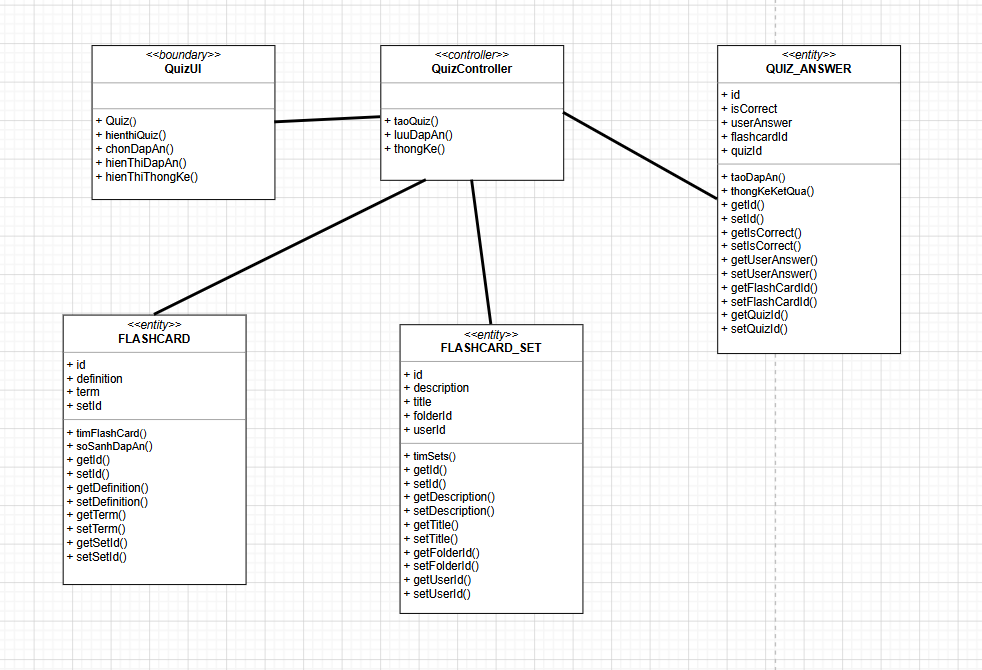 <<boundary>>
QuizUI
+ Quiz()
+ hienthiQuiz()
+ chonDapAn()
+ hienThiDapAn()
+ hienThiThongKe()
<<controller>>
QuizController
+ taoQuiz()
+ luuDapAn()
+ thongKe()
<<entity>>
QUIZ_ANSWER
+ id
+ isCorrect
+ userAnswer
+ flashcardId
+ quizId
+ taoDapAn()
+ thongKeKetQua()
+ getId()
+ setId()
+ getIsCorrect()
+ setIsCorrect()
+ getUserAnswer()
+ setUserAnswer()
+ getFlashCardId()
+ setFlashCardId()
+ getQuizId()
+ setQuizId()
<<entity>>
FLASHCARD
+ id
+ definition
+ term
+ setId
+ timFlashCard()
+ soSanhDapAn()
+ getId()
+ setId()
+ getDefinition()
+ setDefinition()
+ getTerm()
+ setTerm()
+ getSetId()
+ setSetId()
<<entity>>
FLASHCARD_SET
+ id
+ description
+ title
+ folderId
+ userId
+ timSets()
+ getId()
+ setId()
+ getDescription()
+ setDescription()
+ getTitle()
+ setTitle()
+ getFolderId()
+ setFolderId()
+ getUserId()
+ setUserId()